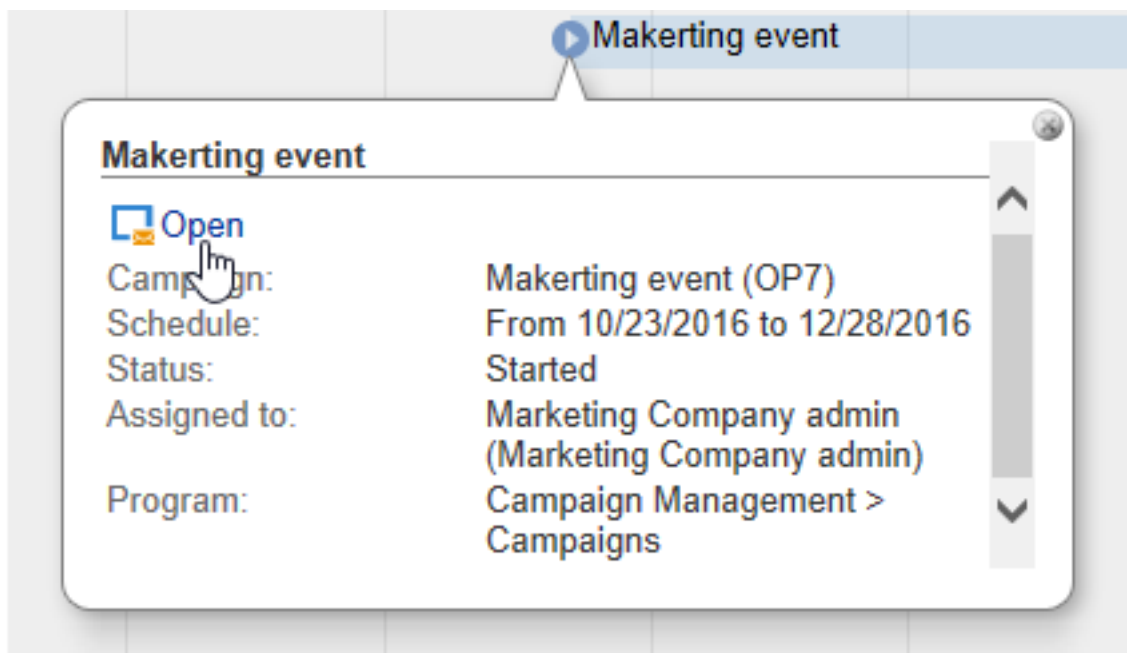 Makerting event
Makerting event
Open
Campaign: Makerting event (OP7)
Schedule: From 10/23/2016 to 12/28/2016
Status: Started
Assigned to: Marketing Company admin
(Marketing Company admin)
Program: Campaign Management >
Campaigns